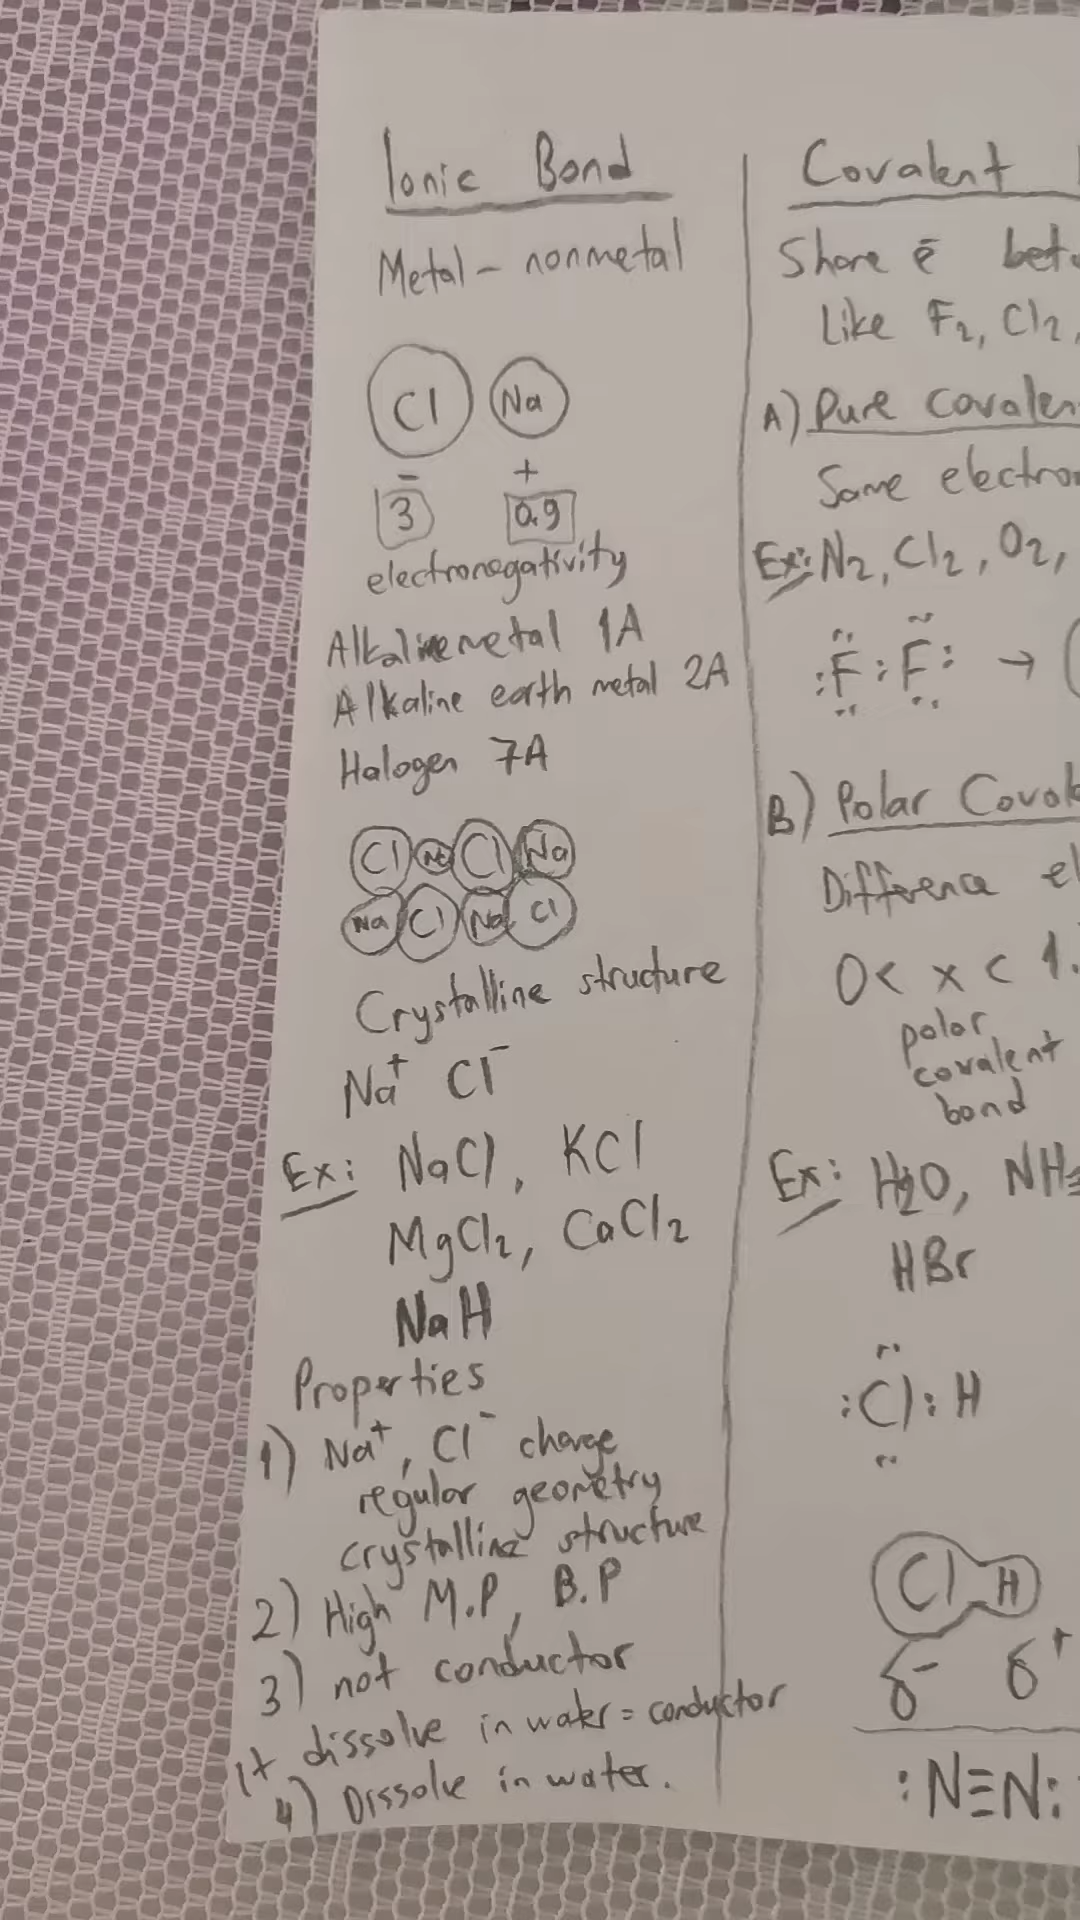 Ionic Bond
Metal - nonmetal
Cl Na
- +
3 0.9
electronegativity
Alkaline metal 1A
Alkaline earth metal 2A
Halogen 7A
Cl Na Cl Na
Na Cl Na Cl
Crystalline structure
Na⁺ Cl⁻
Ex: NaCl, KCl
MgCl₂, CaCl₂
NaH
Properties
1) Na⁺, Cl⁻ charge
regular geometry
crystalline structure
2) High M.P, B.P
3) not conductor
It dissolve in water = conductor
4) Dissolve in water.
Covalent
Share ē
Like F₂, Cl₂,
A) Pure
Same
Ex: N₂, Cl₂, O₂,
:F:F: →
B) Polar
Difference
0 < x < 1.
polar
covalent
bond
Ex: H₂O,
HBr
:Cl:H
Cl H
δ⁻ δ⁺
:N≡N: